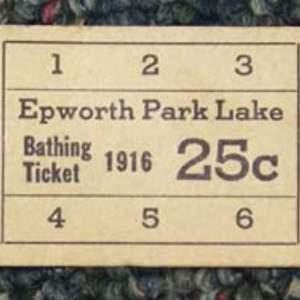 1 2 3
Epworth Park Lake
Bathing Ticket 1916 25c
4 5 6